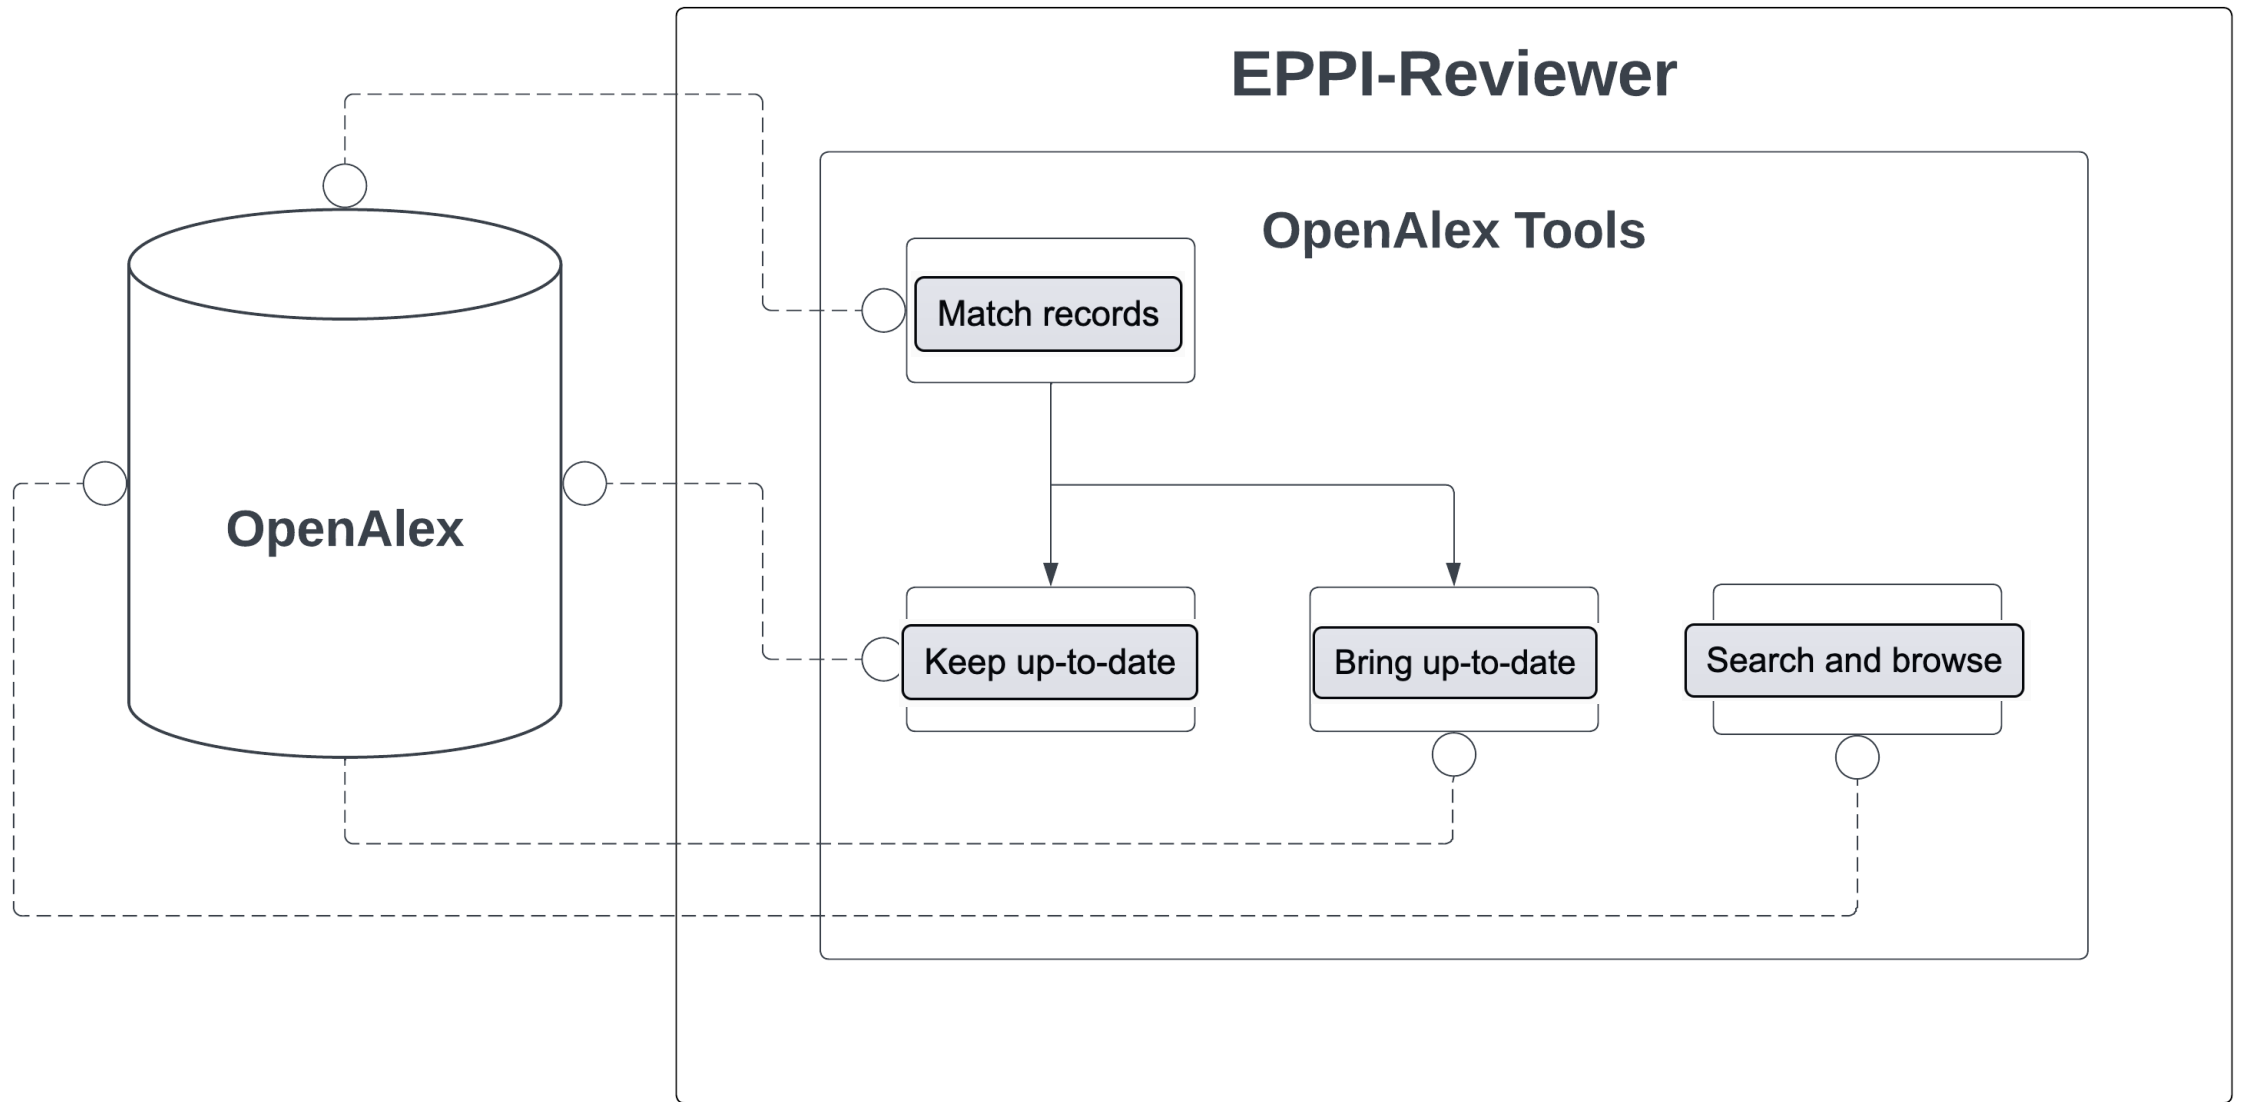 EPPI-Reviewer
OpenAlex Tools
Match records
OpenAlex
Keep up-to-date
Bring up-to-date
Search and browse